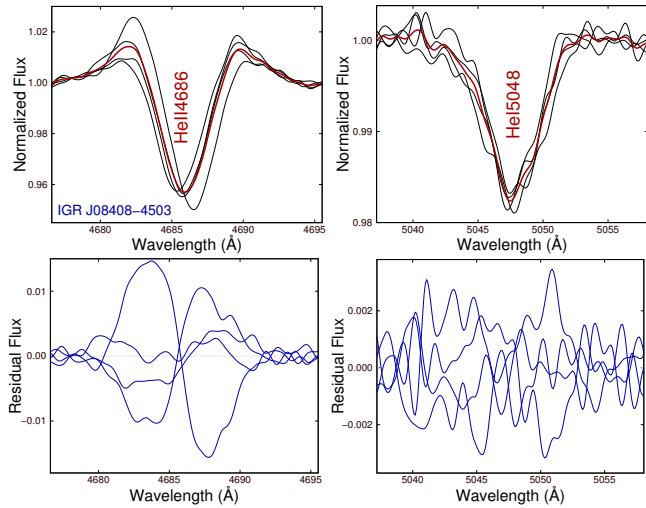 1.02
1.00
0.98
0.96
Normalized Flux
HeII4686
IGR J08408−4503
4680
4685
4690
4695
Wavelength (Å)
1.00
0.99
0.98
Normalized Flux
HeI5048
5040
5045
5050
5055
Wavelength (Å)
0.01
0.00
−0.01
Residual Flux
4680
4685
4690
4695
Wavelength (Å)
0.002
0.000
−0.002
Residual Flux
5040
5045
5050
5055
Wavelength (Å)